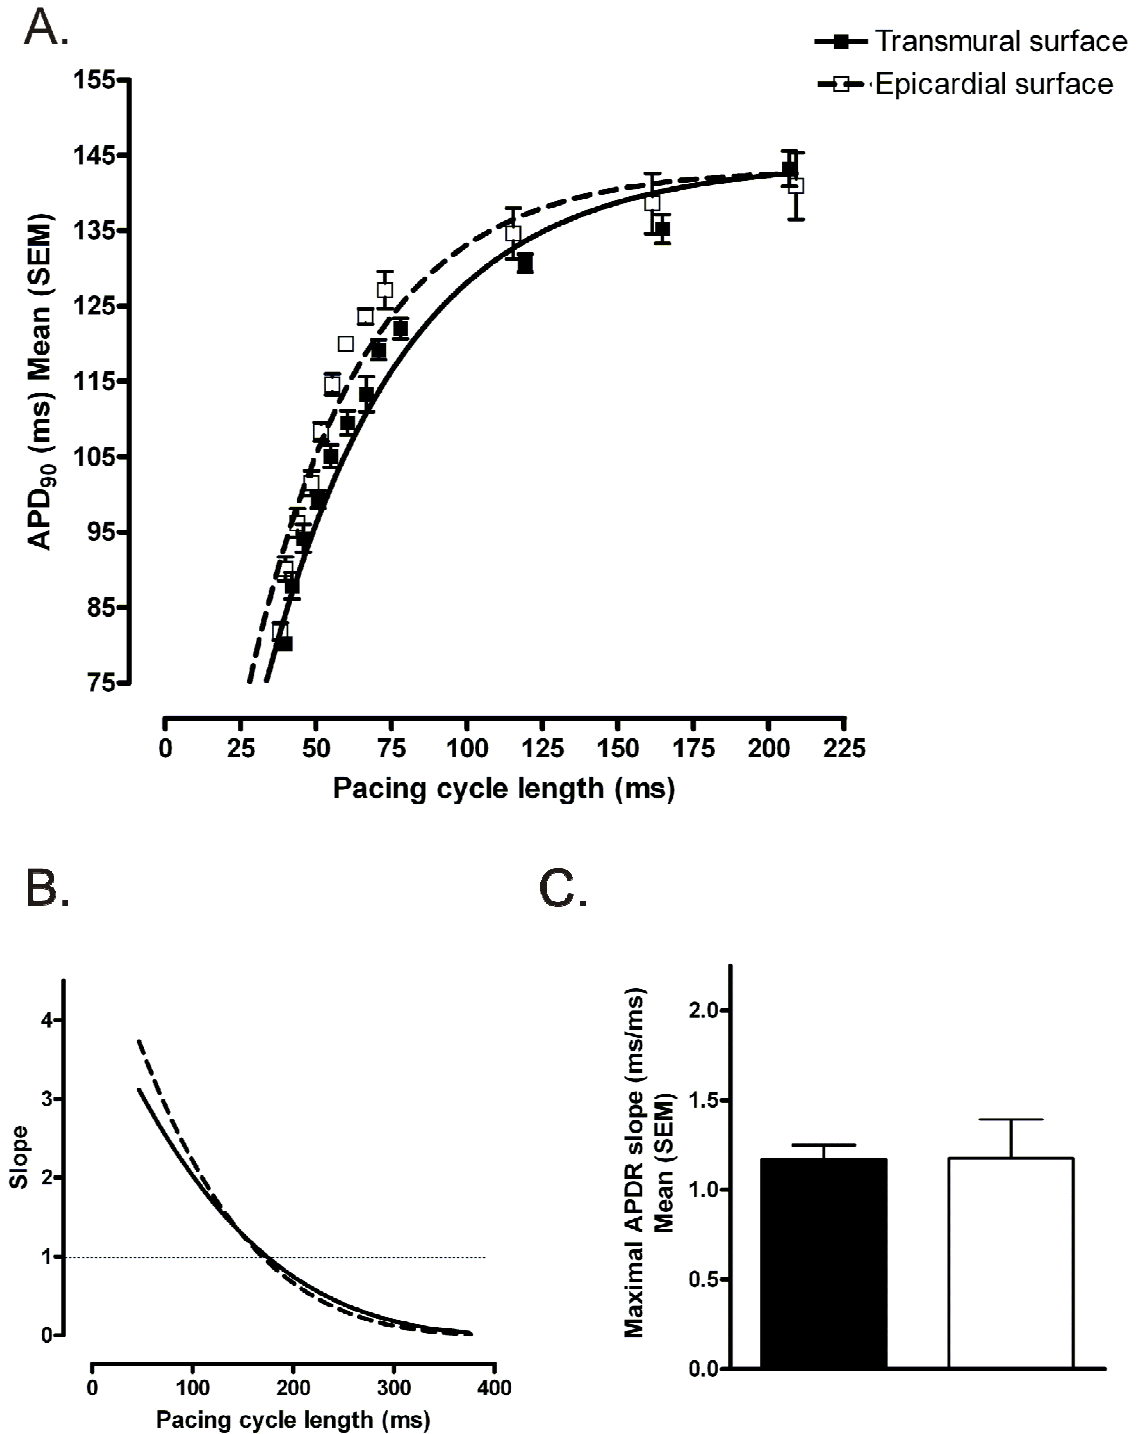 A.
Transmural surface
Epicardial surface
155
145
135
125
115
105
95
85
75
APD90 (ms) Mean (SEM)
0 25 50 75 100 125 150 175 200 225
Pacing cycle length (ms)
B.
4
3
2
1
0
Slope
0 100 200 300 400
Pacing cycle length (ms)
C.
Maximal APDR slope (ms/ms)
Mean (SEM)
2.0
1.5
1.0
0.5
0.0